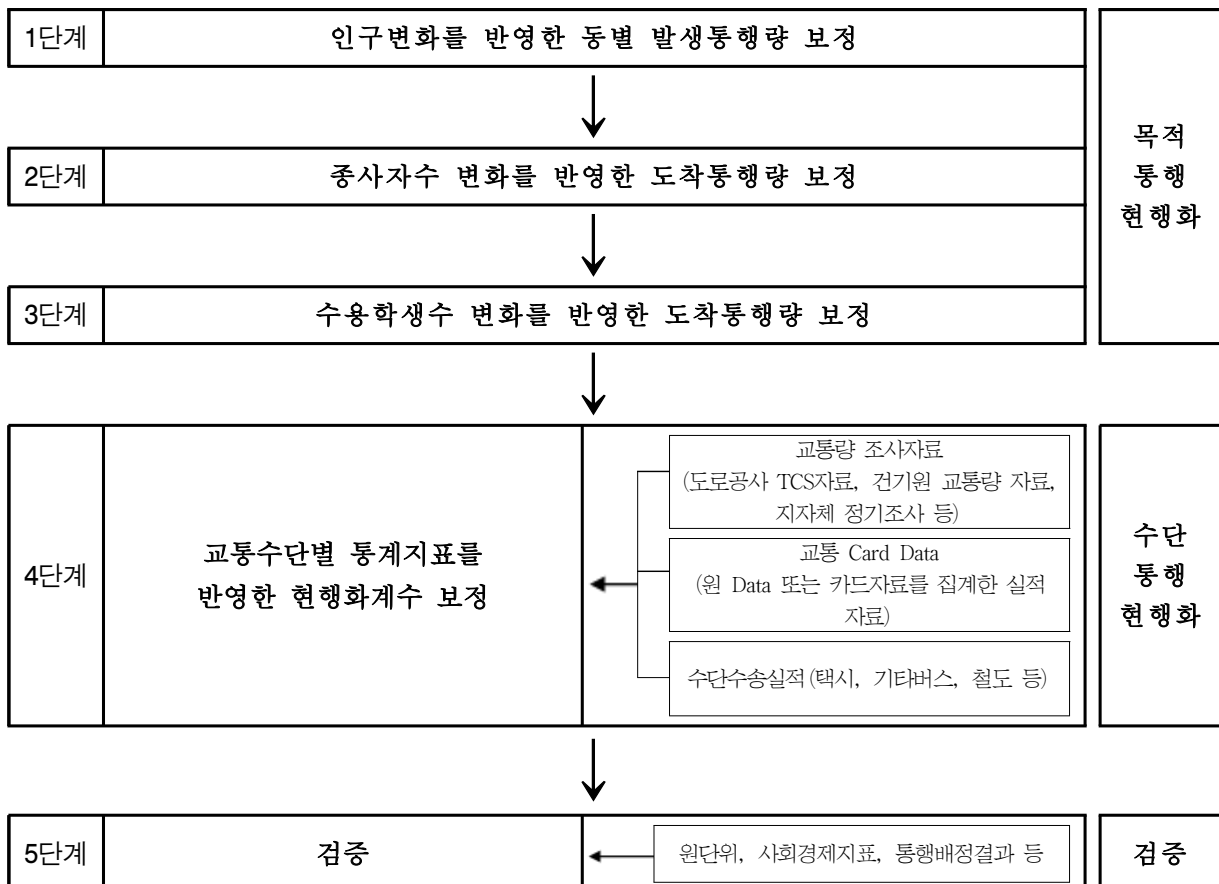 1단계
인구변화를 반영한 동별 발생통행량 보정
2단계
종사자수 변화를 반영한 도착통행량 보정
3단계
수용학생수 변화를 반영한 도착통행량 보정
목적
통행
현행화
4단계
교통수단별 통계지표를
반영한 현행화계수 보정
교통량 조사자료
(도로공사 TCS자료, 건기원 교통량 자료,
지자체 정기조사 등)
교통 Card Data
(원 Data 또는 카드자료를 집계한 실적
자료)
수단수송실적(택시, 기타버스, 철도 등)
수단
통행
현행화
5단계
검증
원단위, 사회경제지표, 통행배정결과 등
검증